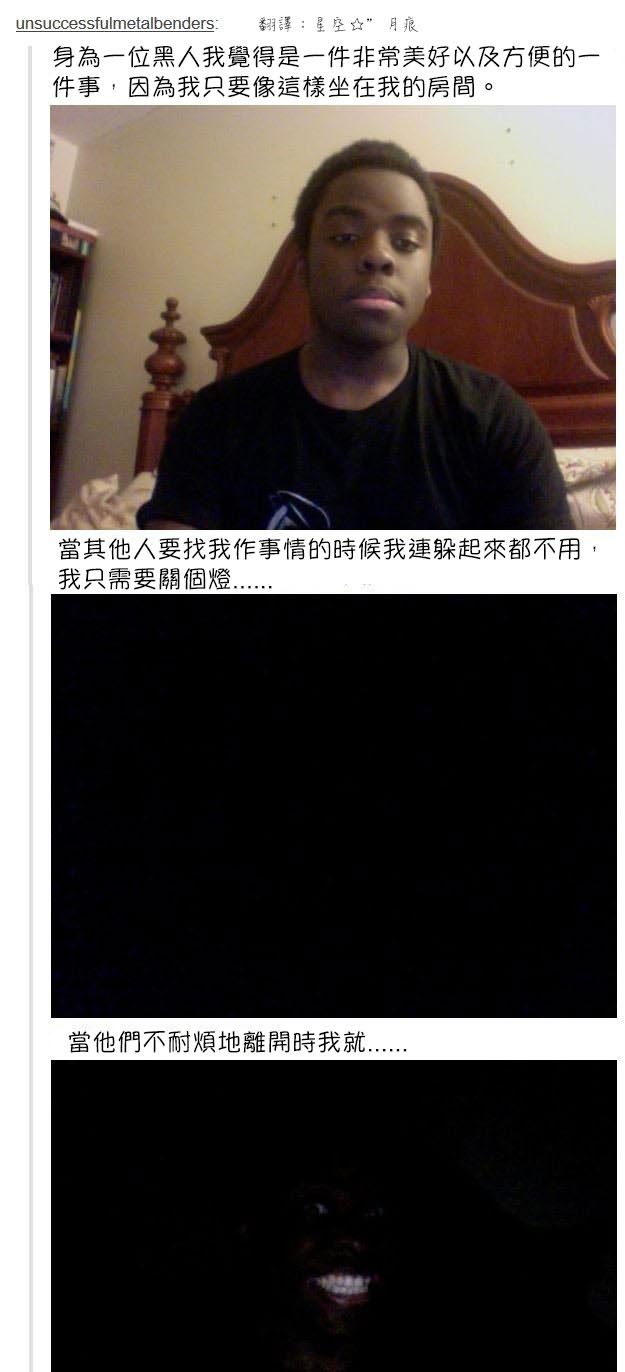 unsuccessfulmetalbenders: 翻譯：星空☆”月痕
身為一位黑人我覺得是一件非常美好以及方便的一
件事，因為我只要像這樣坐在我的房間。
當其他人要找我作事情的時候我連躲起來都不用，
我只需要關個燈......
當他們不耐煩地離開時我就......